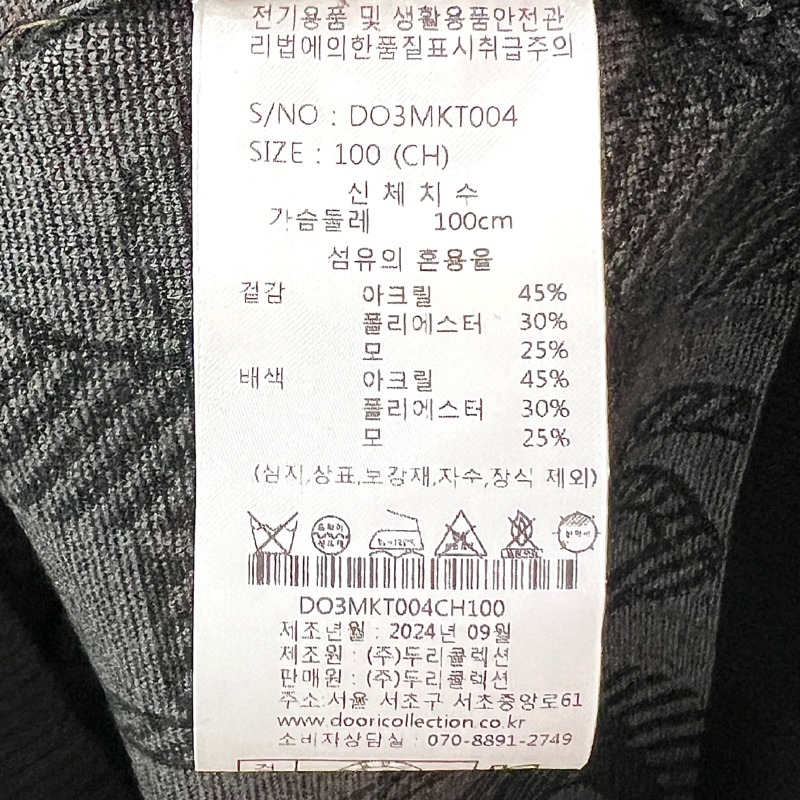 전기용품 및 생활용품안전관
리법에의한품질표시취급주의
S/NO : DO3MKT004
SIZE : 100 (CH)
신 체 치 수
가슴둘레 100cm
섬유의 혼용율
겉감 아크릴 45%
폴리에스터 30%
모 25%
배색 아크릴 45%
폴리에스터 30%
모 25%
(심지,상표,보강재,자수,장식 제외)
DO3MKT004CH100
제조년월 : 2024년 09월
제조원 : (주)두리콜렉션
판매원 : (주)두리콜렉션
주소:서울 서초구 서초중앙로61
www.dooricollection.co.kr
소비자상담실 : 070-8891-2749